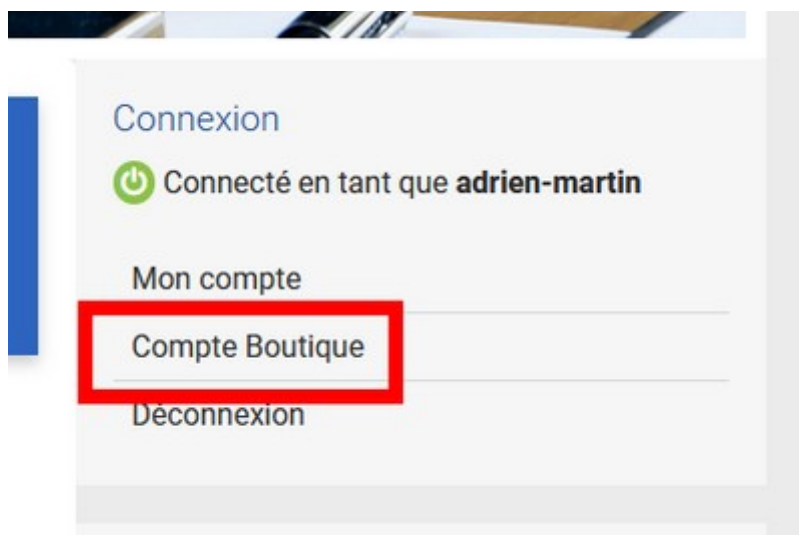 Connexion
Connecté en tant que adrien-martin
Mon compte
Compte Boutique
Déconnexion